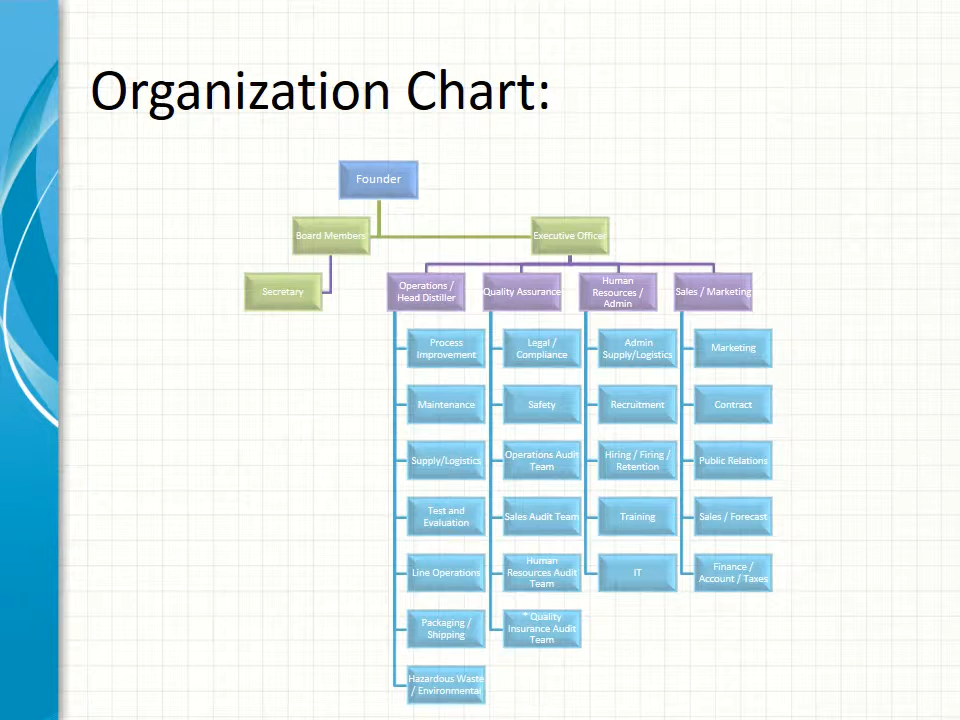 Organization Chart:
Founder
Board Members
Executive Officer
Secretary
Operations /
Head Distiller
Quality Assurance
Human
Resources /
Admin
Sales / Marketing
Process
Improvement
Legal /
Compliance
Admin
Supply/Logistics
Marketing
Maintenance
Safety
Recruitment
Contract
Supply/Logistics
Operations Audit
Team
Hiring / Firing /
Retention
Public Relations
Test and
Evaluation
Sales Audit Team
Training
Sales / Forecast
Line Operations
Human
Resources Audit
Team
IT
Finance /
Account / Taxes
Packaging /
Shipping
* Quality
Insurance Audit
Team
Hazardous Waste
/ Environmental